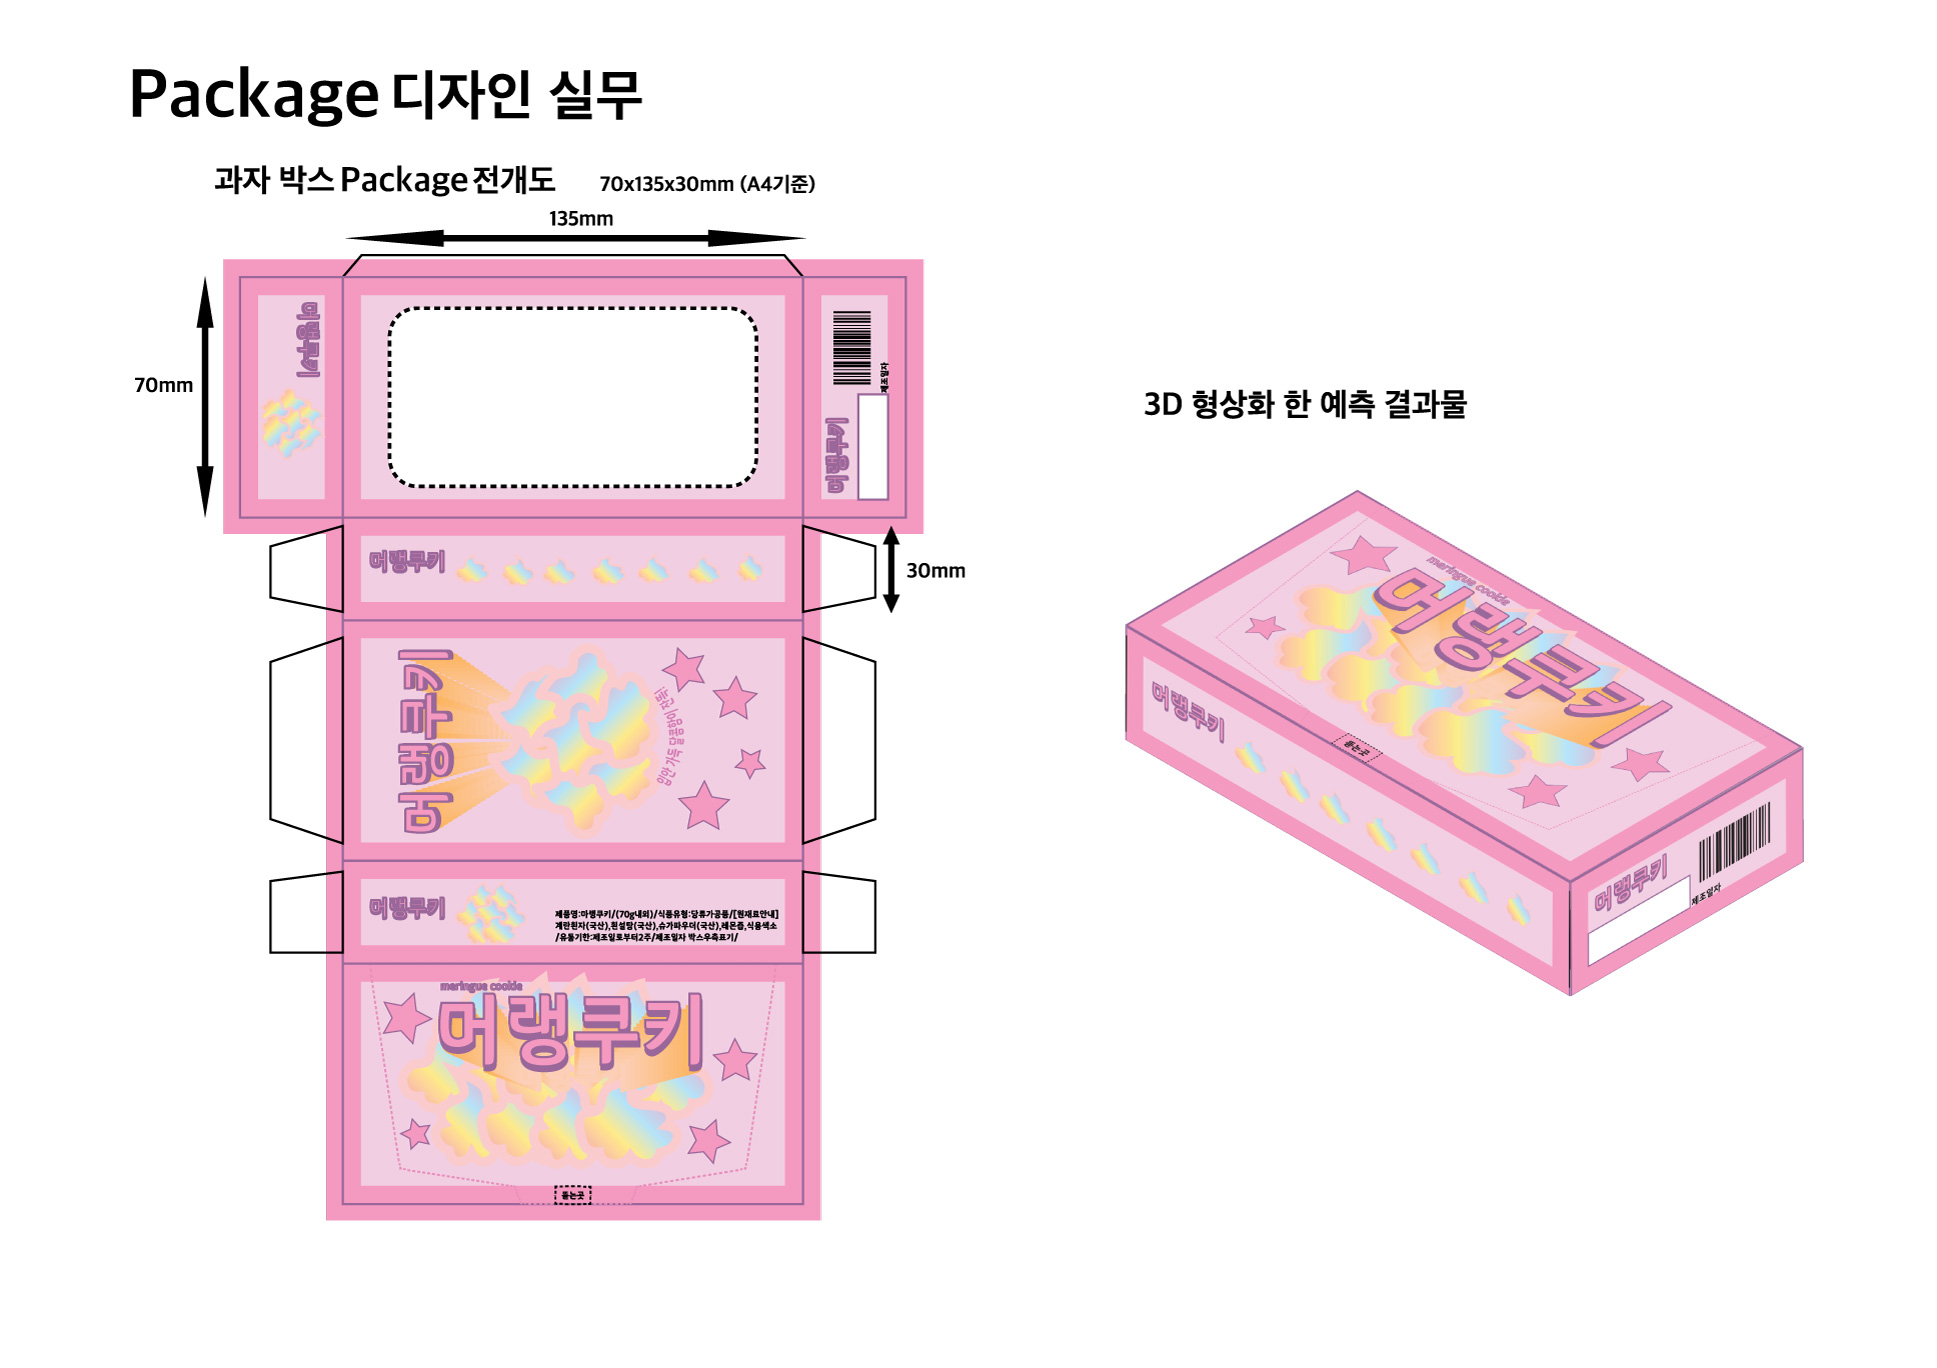 Package 디자인 실무
과자 박스 Package 전개도 70x135x30mm (A4기준)
135mm
70mm
머랭쿠키
제조일자
머랭쿠키
머랭쿠키
30mm
머랭쿠키
입안 가득 달콤
머랭쿠키
제품명:마뱅쿠키/(70g내외)/식품유형:당류가공품/[원재료안내]
계란흰자(국산),흰설탕(국산),슈가파우더(국산),레몬즙,식용색소
/유통기한:제조일로부터2주/제조일자 박스우측표기/
meringue cookie
머랭쿠키
뜯는곳
3D 형상화 한 예측 결과물
meringue cookie
머랭쿠키
뜯는곳
머랭쿠키
머랭쿠키
제조일자